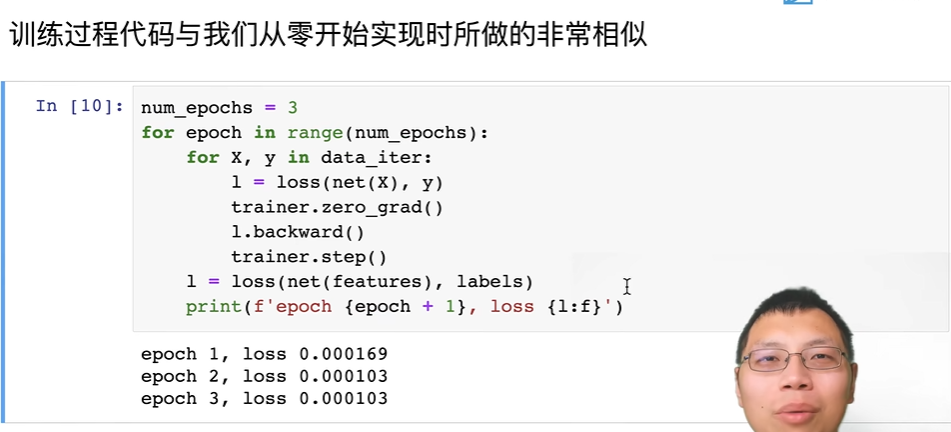 训练过程代码与我们从零开始实现时所做的非常相似
In [10]: num_epochs = 3
for epoch in range(num_epochs):
    for X, y in data_iter:
        l = loss(net(X), y)
        trainer.zero_grad()
        l.backward()
        trainer.step()
    l = loss(net(features), labels)
    print(f'epoch {epoch + 1}, loss {l:f}')
epoch 1, loss 0.000169
epoch 2, loss 0.000103
epoch 3, loss 0.000103